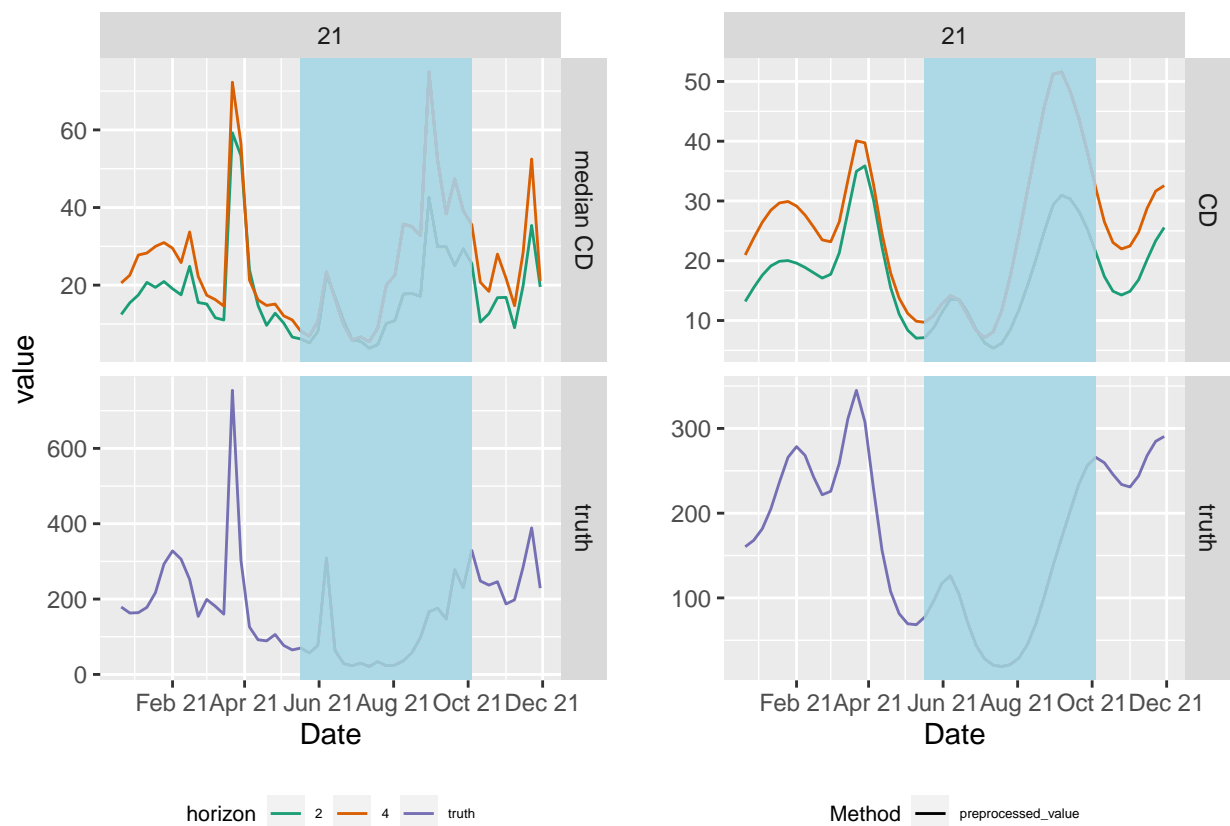 21
21
value
60
40
20
median CD
50
40
30
20
10
CD
600
400
200
0
truth
300
200
100
truth
Feb 21 Apr 21 Jun 21 Aug 21 Oct 21 Dec 21
Feb 21 Apr 21 Jun 21 Aug 21 Oct 21 Dec 21
Date
Date
horizon 2 4 truth
Method preprocessed_value